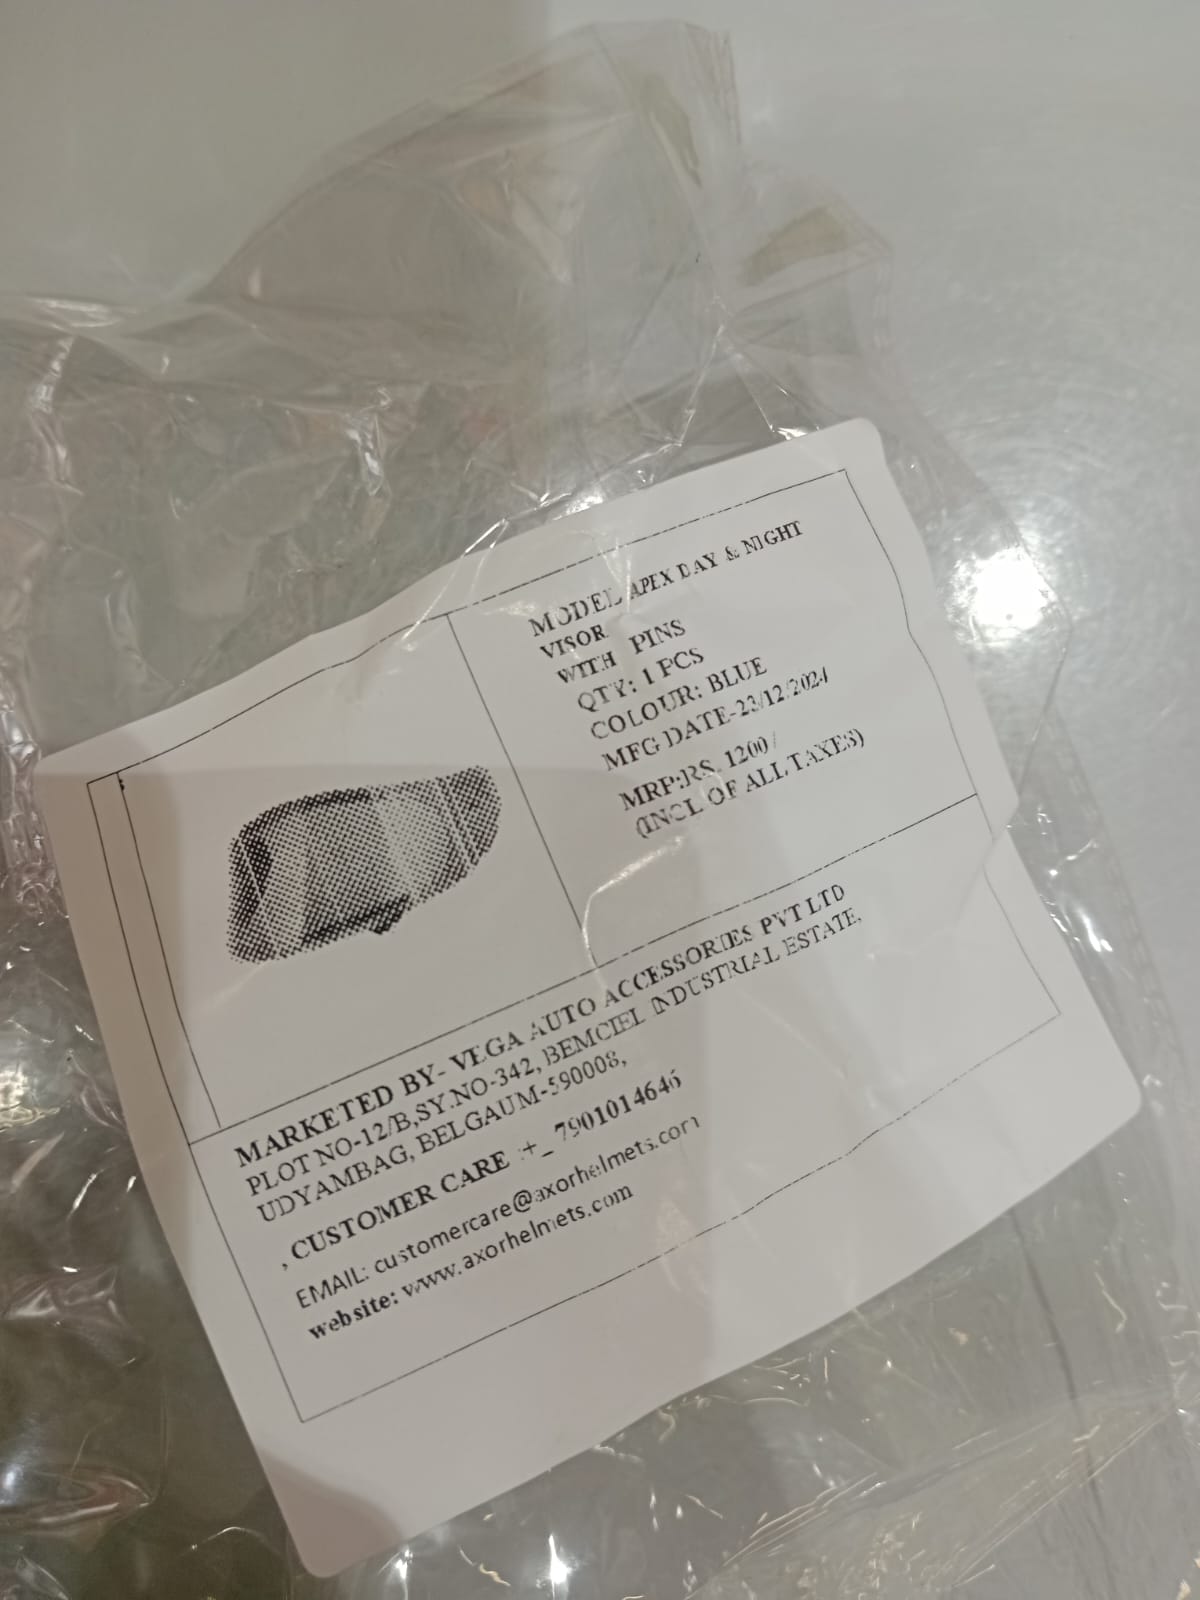 MODEL APEX DAY & NIGHT
VISOR
WITH PINS
QTY: 1 PCS
COLOUR: BLUE
MFG DATE-23/12/2024
MRP:RS. 1200/
(INCL OF ALL TAXES)
MARKETED BY- VEGA AUTO ACCESSORIES PVT LTD
PLOT NO-12/B,SY.NO-342, BEMCIEL INDUSTRIAL ESTATE,
UDYAMBAG, BELGAUM-590008,
, CUSTOMER CARE :+_ 7901014646
EMAIL: customercare@axorhelmets.com
website: www.axorhelmets.com